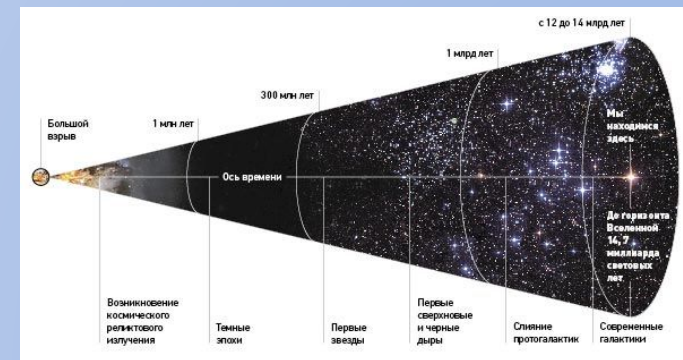 с 12 до 14 млрд лет
1 млрд лет
300 млн лет
1 млн лет
Большой
взрыв
Мы
находимся
здесь
Ось времени
До горизонта
Вселенной
14, 7
миллиарда
световых
лет
Возникновение
космического
реликтового
излучения
Темные
эпохи
Первые
звезды
Первые
сверхновые
и черные
дыры
Слияние
протогалактик
Современные
галактики